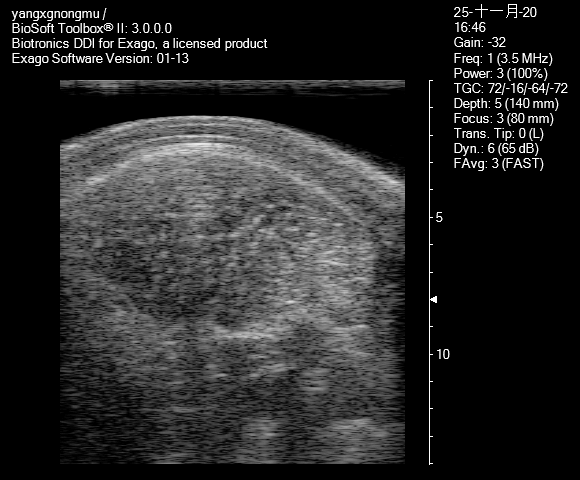 yangxgnongmu /
BioSoft Toolbox® II: 3.0.0.0
Biotronics DDI for Exago, a licensed product
Exago Software Version: 01-13
25-十一月-20
16:46
Gain: -32
Freq: 1 (3.5 MHz)
Power: 3 (100%)
TGC: 72/-16/-64/-72
Depth: 5 (140 mm)
Focus: 3 (80 mm)
Trans. Tip: 0 (L)
Dyn.: 6 (65 dB)
FAvg: 3 (FAST)
5
10